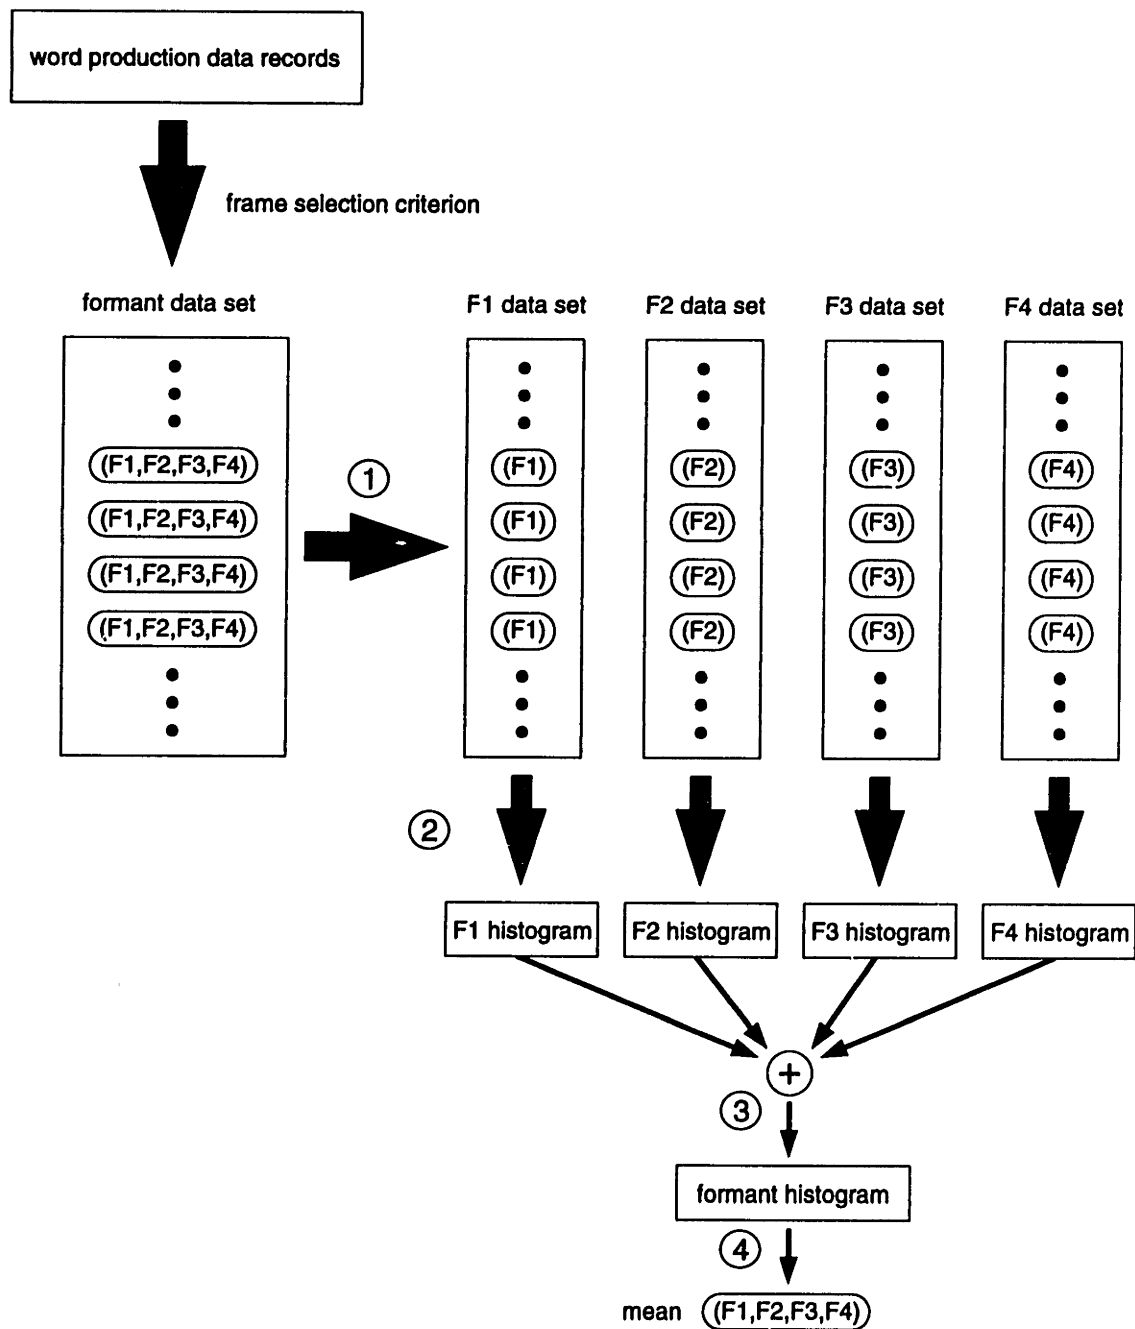 word production data records
frame selection criterion
formant data set
F1 data set
F2 data set
F3 data set
F4 data set
(F1,F2,F3,F4)
(F1,F2,F3,F4)
(F1,F2,F3,F4)
(F1,F2,F3,F4)
1
(F1)
(F1)
(F1)
(F1)
(F2)
(F2)
(F2)
(F2)
(F3)
(F3)
(F3)
(F3)
(F4)
(F4)
(F4)
(F4)
2
F1 histogram
F2 histogram
F3 histogram
F4 histogram
+
3
formant histogram
4
mean (F1,F2,F3,F4)